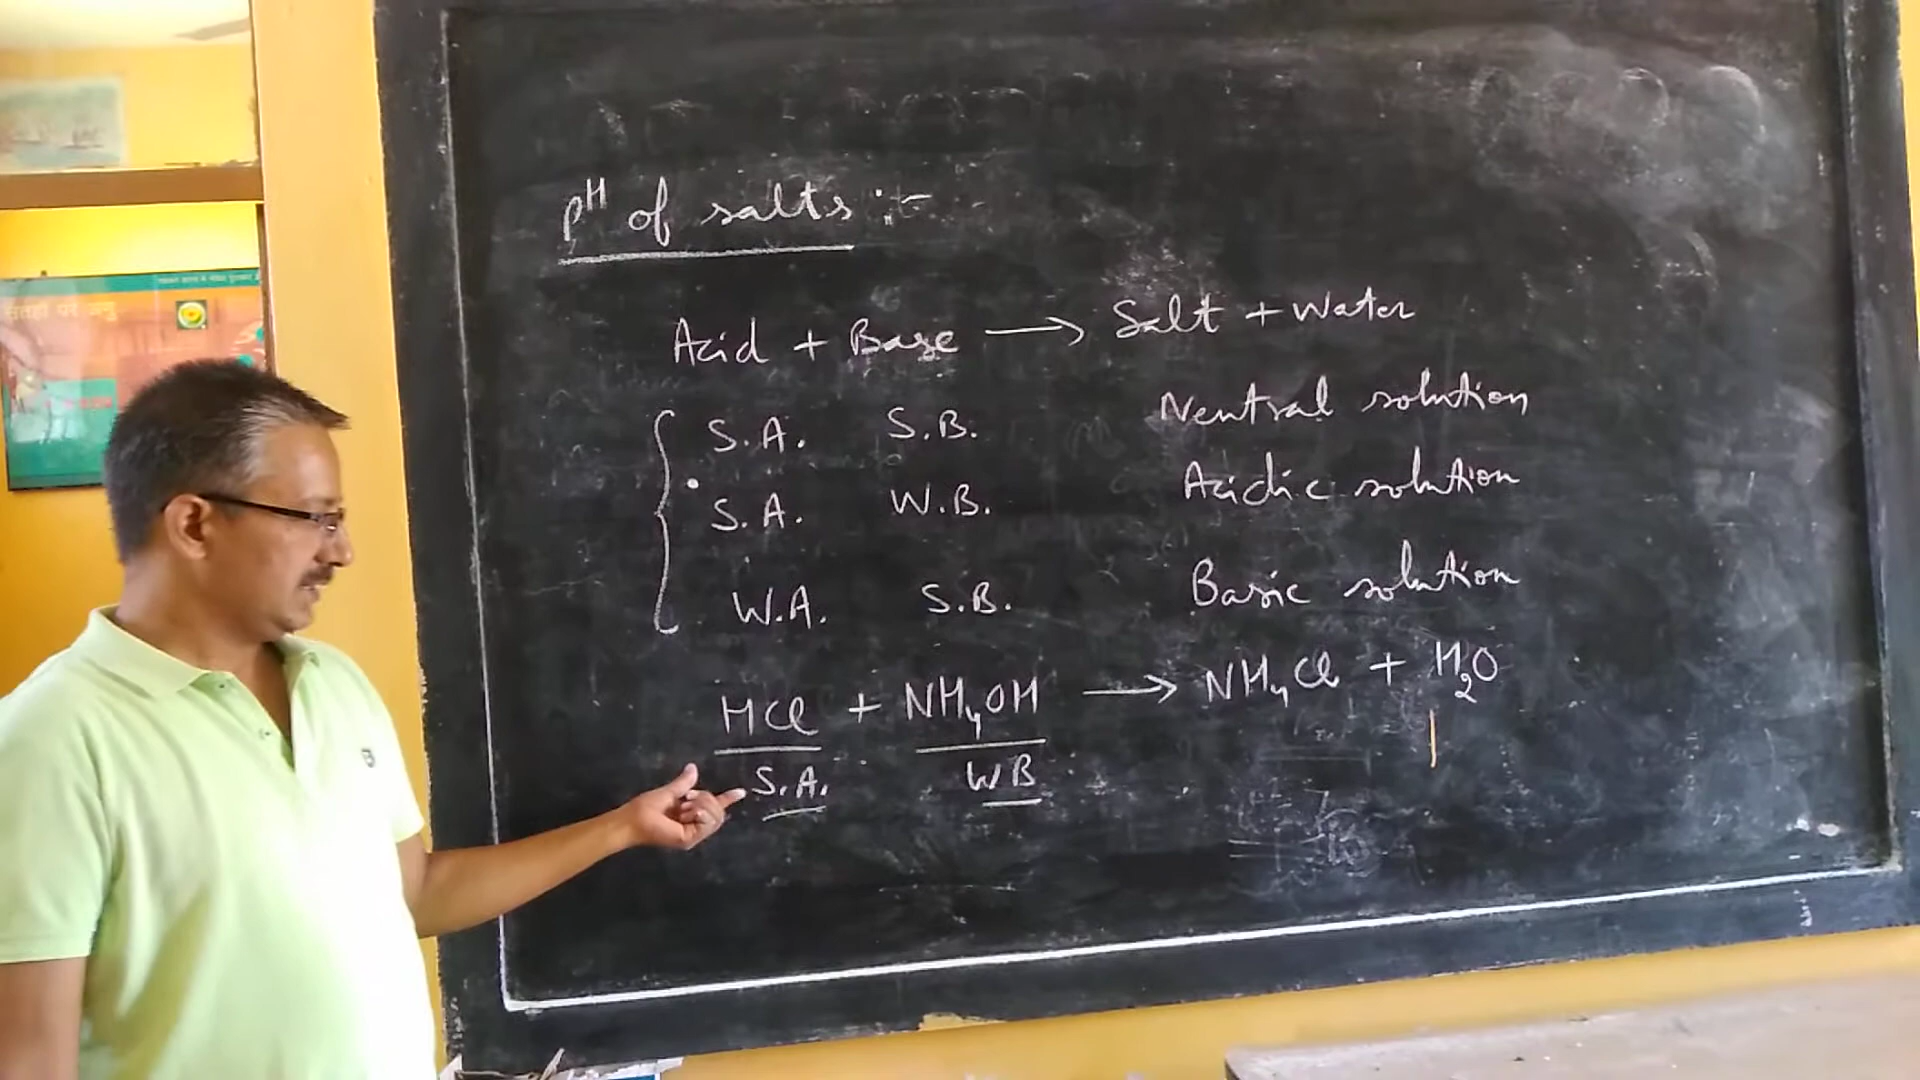 pH of salts :-
Acid + Base → Salt + Water
S.A. S.B. Neutral solution
S.A. W.B. Acidic solution
W.A. S.B. Basic solution
HCl + NH₄OH → NH₄Cl + H₂O
S.A. WB